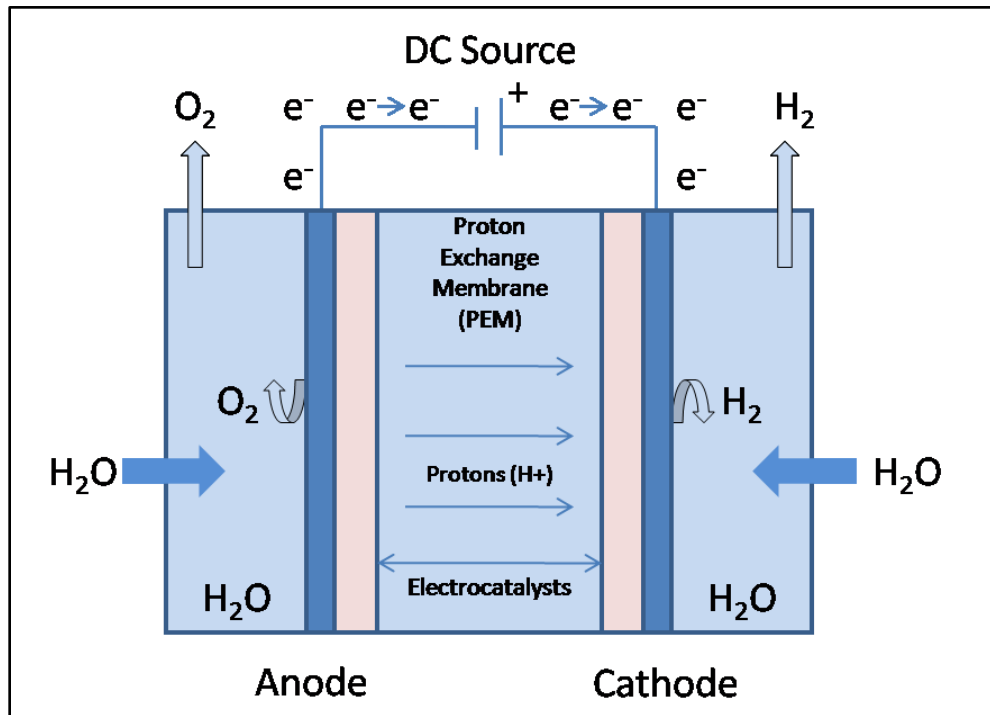 DC Source
O₂
e⁻ e⁻ e⁻ + e⁻ e⁻ e⁻
H₂
e⁻ e⁻
Proton
Exchange
Membrane
(PEM)
O₂
H₂
H₂O
Protons (H+)
H₂O
H₂O
Electrocatalysts
H₂O
Anode
Cathode